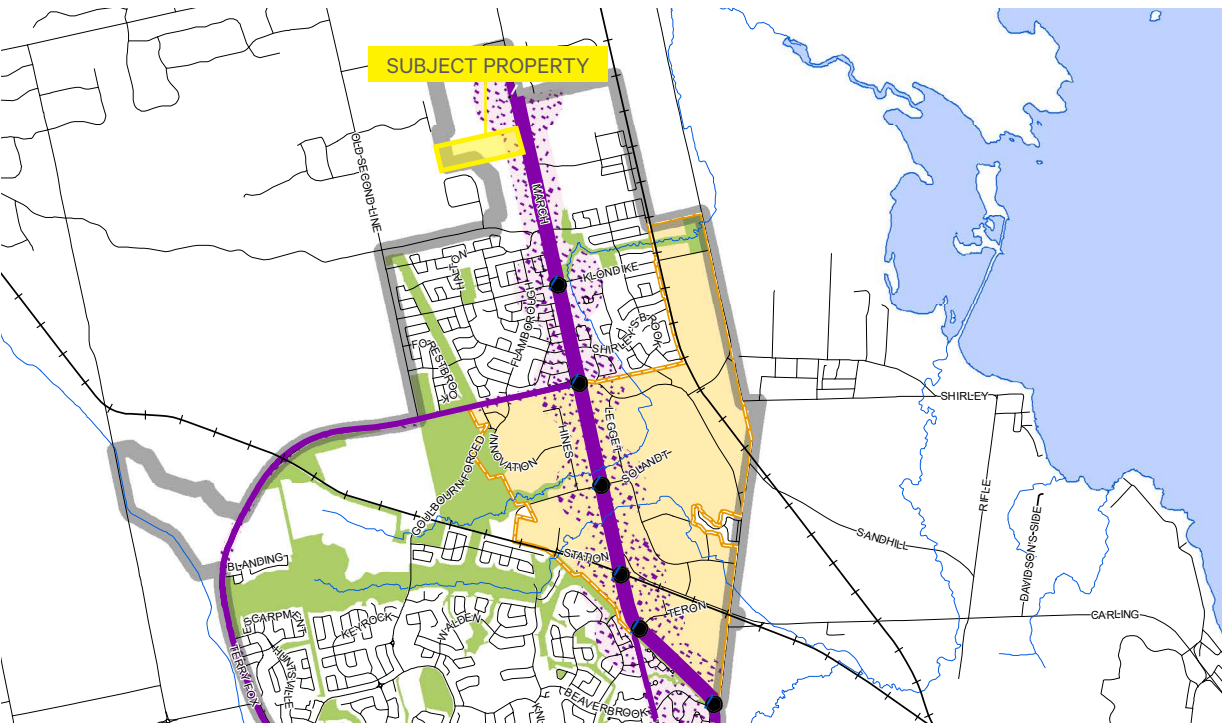 SUBJECT PROPERTY
OLD-SECOND-LINE
MARCH
HALTON
KLONDIKE
FLAMBOROUGH
SHIRLEY'S-BROOK
SHIRLEY
LEGGET
HINES
INNOVATION
SOLANDT
GOULBOURN-FORCED
RIFLE
DAVIDSON'S-SIDE
SANDHILL
STATION
BLANDING
TERON
CARLING
ESCARPMENT
KEYROCK
WALDEN
HUNTSVILLE
TERRY-FOX
BEAVERBROOK